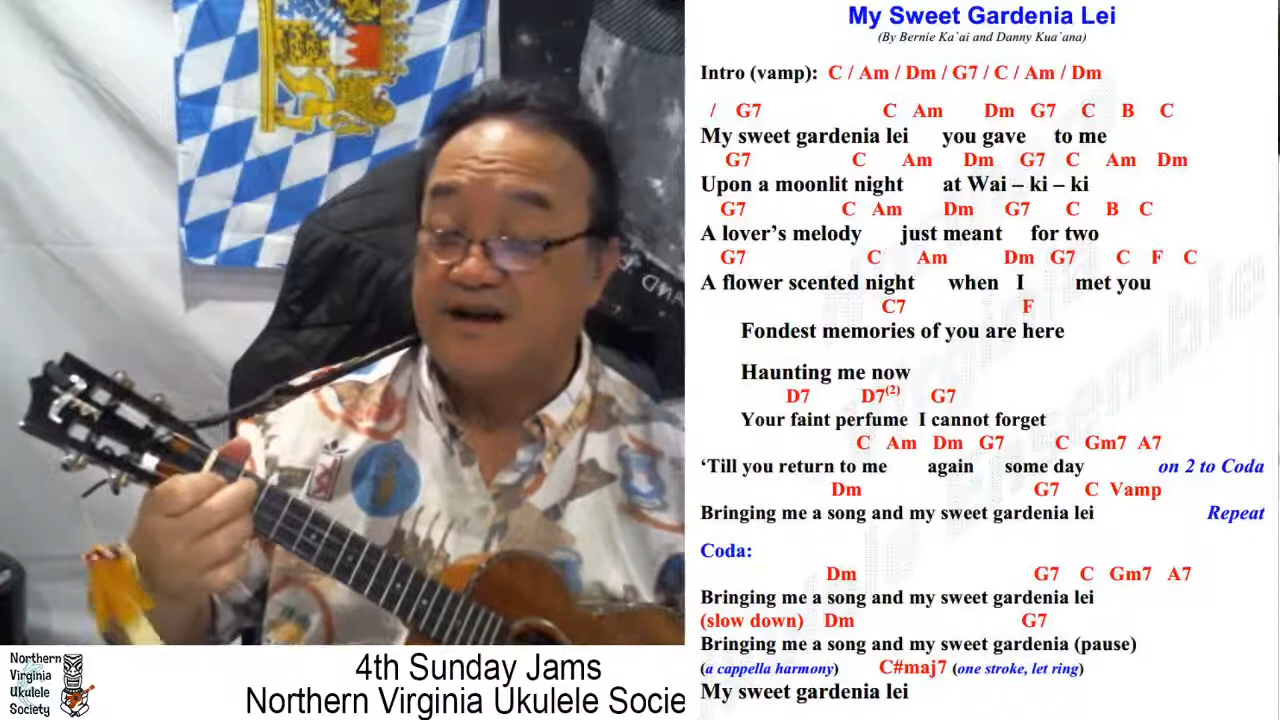 My Sweet Gardenia Lei
(By Bernie Ka`ai and Danny Kua`ana)
Intro (vamp): C / Am / Dm / G7 / C / Am / Dm
/ G7 C Am Dm G7 C B C
My sweet gardenia lei you gave to me
G7 C Am Dm G7 C Am Dm
Upon a moonlit night at Wai – ki – ki
G7 C Am Dm G7 C B C
A lover’s melody just meant for two
G7 C Am Dm G7 C F C
A flower scented night when I met you
C7 F
Fondest memories of you are here
Haunting me now
D7 D7(2) G7
Your faint perfume I cannot forget
C Am Dm G7 C Gm7 A7
‘Till you return to me again some day on 2 to Coda
Dm G7 C Vamp
Bringing me a song and my sweet gardenia lei Repeat
Coda:
Dm G7 C Gm7 A7
Bringing me a song and my sweet gardenia lei
(slow down) Dm G7
Bringing me a song and my sweet gardenia (pause)
(a cappella harmony) C#maj7 (one stroke, let ring)
My sweet gardenia lei
Northern
Virginia
Ukulele
Society
4th Sunday Jams
Northern Virginia Ukulele Socie